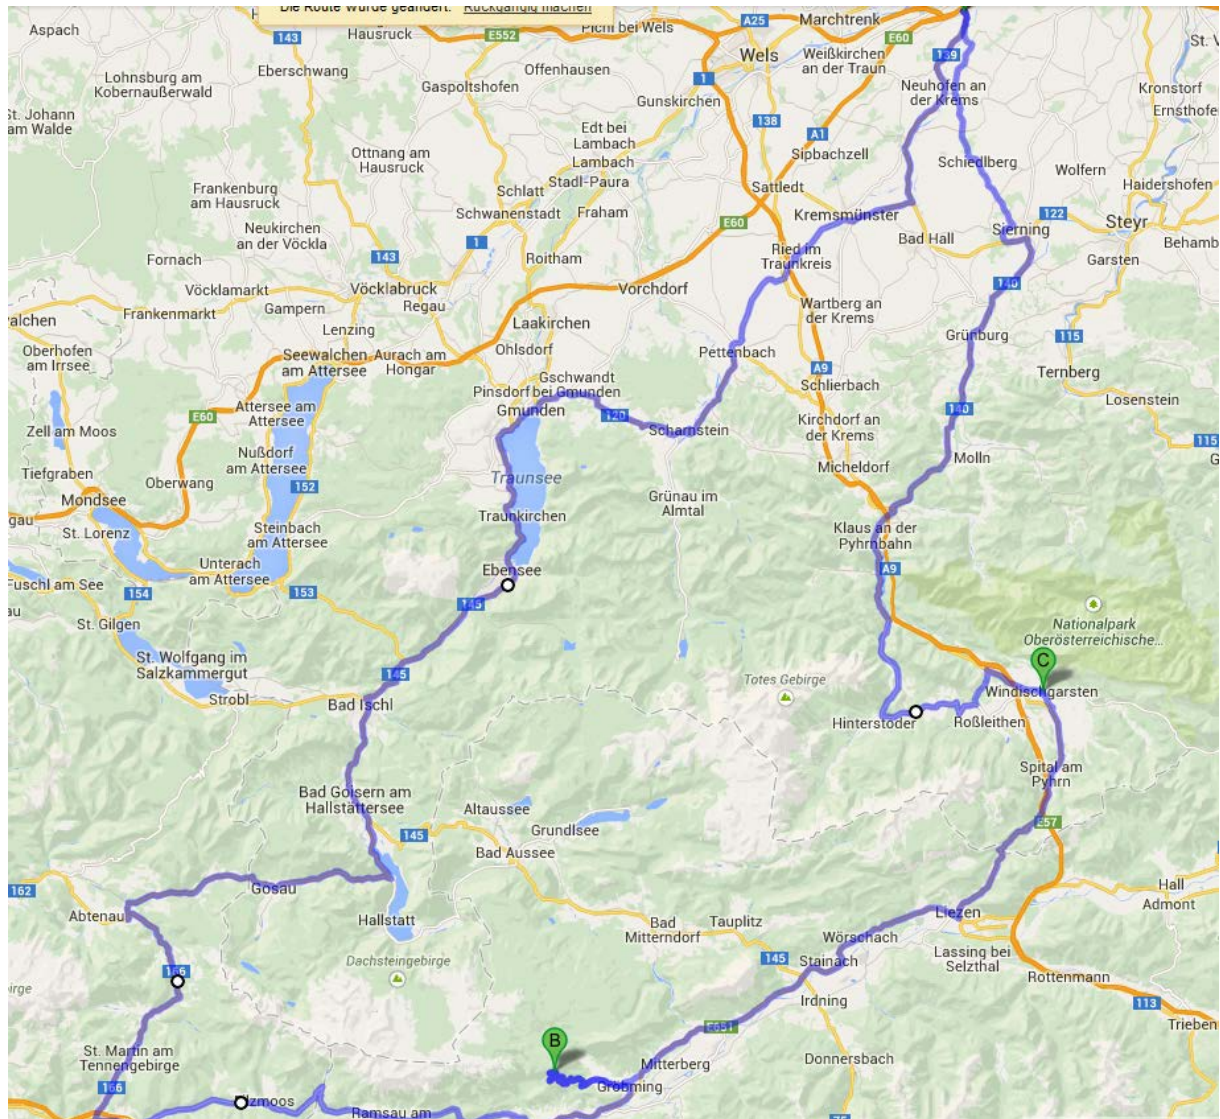 Die Route wurde geändert. Rückgängig machen
Aspach
143
Hausruck
E552
Pichl bei Wels
A25
Marchtrenk
E60
Wels
Weißkirchen
an der Traun
139
Eberschwang
Offenhausen
Lohnsburg am
Kobernaußerwald
Gaspoltshofen
1
Gunskirchen
Neuhofen an
der Krems
Kronstorf
St. Johann
am Walde
Edt bei
Lambach
138
A1
Sipbachzell
Ottnang am
Hausruck
Lambach
Stadl-Paura
Schiedlberg
Wolfern
Frankenburg
am Hausruck
Schlatt
Schwanenstadt
Fraham
Sattledt
Haidershofen
Kremsmünster
E60
122
Steyr
Neukirchen
an der Vöckla
1
Bad Hall
Sierning
143
Roitham
Ried im
Traunkreis
Garsten
Fornach
Vöcklamarkt
Vöcklabruck
Regau
Vorchdorf
Wartberg an
der Krems
140
Frankenmarkt
Gampern
Lenzing
Laakirchen
Grünburg
115
Oberhofen
am Irrsee
Seewalchen
am Attersee
Aurach am
Hongar
Ohlsdorf
Pettenbach
A9
Schlierbach
Ternberg
Gschwandt
bei Gmunden
Pinsdorf
Gmunden
120
Losenstein
E60
Attersee am
Attersee
Zell am Moos
Scharnstein
Kirchdorf an
der Krems
140
115
Nußdorf
am Attersee
Molln
Tiefgraben
Oberwang
152
Traunsee
Micheldorf
Mondsee
Grünau im
Almtal
St. Lorenz
Steinbach
am Attersee
Traunkirchen
Klaus an der
Pyhrnbahn
Unterach
am Attersee
Ebensee
A9
Fuschl am See
154
153
145
St. Gilgen
Nationalpark
Oberösterreichische...
St. Wolfgang im
Salzkammergut
145
Totes Gebirge
C
Strobl
Bad Ischl
Windischgarsten
Hinterstoder
Roßleithen
Spital am
Pyhrn
Bad Goisern am
Hallstättersee
Altaussee
145
Grundlsee
E57
Bad Aussee
162
Gosau
Hall
Admont
Abtenau
Hallstatt
Bad
Mitterndorf
Tauplitz
Liezen
Wörschach
Lassing bei
Selzthal
Dachsteingebirge
145
Stainach
166
Rottenmann
Irdning
113
E651
Trieben
B
St. Martin am
Tennengebirge
Mitterberg
Donnersbach
166
Gröbming
Filzmoos
Ramsau am
75